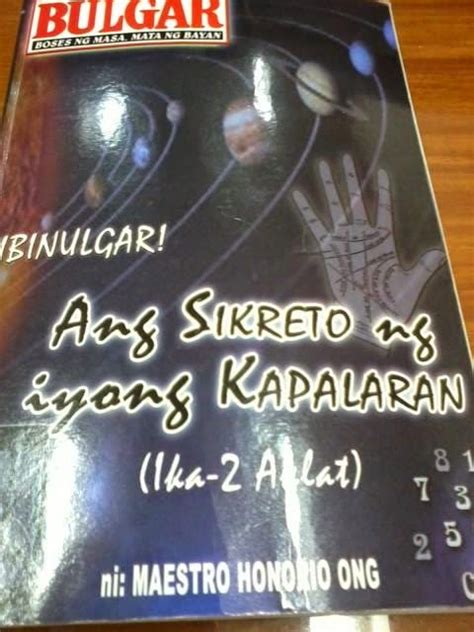 BULGAR
BOSES NG MASA. MATA NG BAYAN
IBINULGAR!
Ang SIKRETO ng
iyong KAPALARAN
(Ika-2 Aklat)
ni: MAESTRO HONORIO ONG
8 1
7 3
2 5